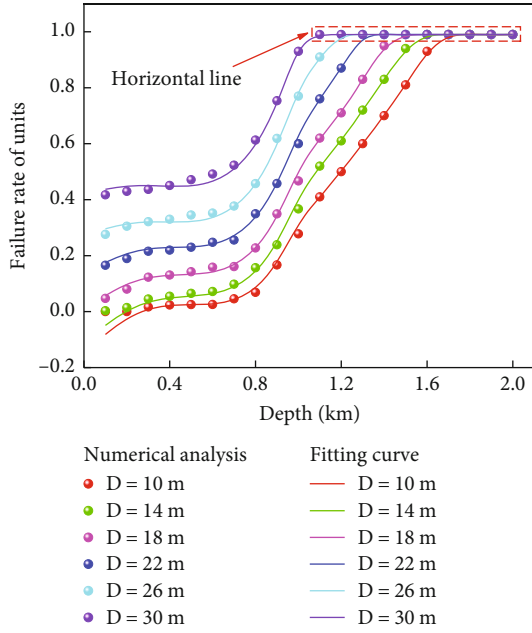 1.0
0.8
0.6
0.4
0.2
0.0
−0.2
Failure rate of units
Horizontal line
0.0 0.4 0.8 1.2 1.6 2.0
Depth (km)
Numerical analysis Fitting curve
D = 10 m D = 10 m
D = 14 m D = 14 m
D = 18 m D = 18 m
D = 22 m D = 22 m
D = 26 m D = 26 m
D = 30 m D = 30 m